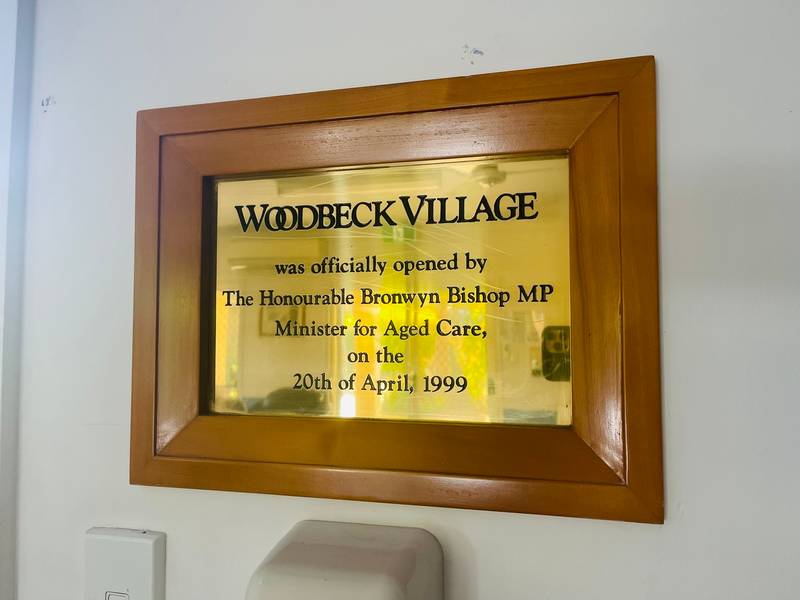 WOODBECK VILLAGE
was officially opened by
The Honourable Bronwyn Bishop MP
Minister for Aged Care,
on the
20th of April, 1999